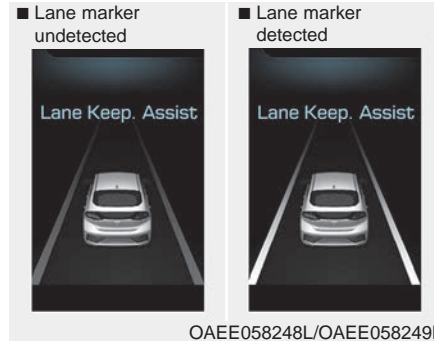 ■ Lane marker
undetected
■ Lane marker
detected
Lane Keep. Assist
Lane Keep. Assist
OAEE058248L/OAEE058249L